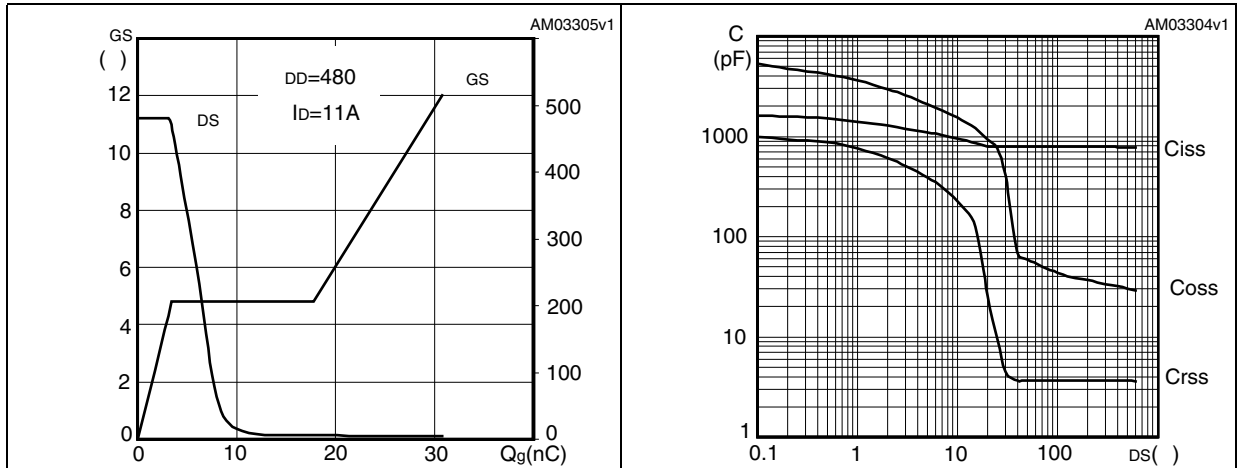 AM03305v1
GS
( )
12
10
8
6
4
2
0
DD=480
ID=11A
DS
GS
500
400
300
200
100
0
0 10 20 30 Qg(nC)
AM03304v1
C
(pF)
1000
100
10
1
0.1 1 10 100 DS( )
Ciss
Coss
Crss